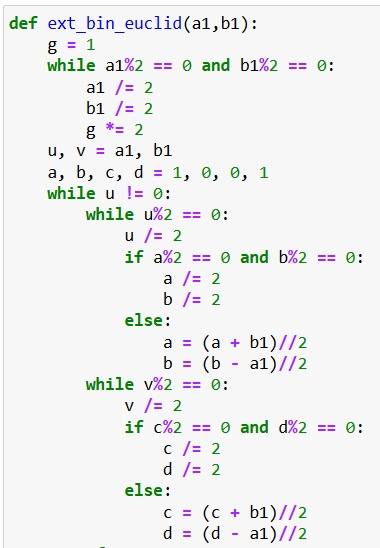 def ext_bin_euclid(a1,b1):
    g = 1
    while a1%2 == 0 and b1%2 == 0:
        a1 /= 2
        b1 /= 2
        g *= 2
    u, v = a1, b1
    a, b, c, d = 1, 0, 0, 1
    while u != 0:
        while u%2 == 0:
            u /= 2
            if a%2 == 0 and b%2 == 0:
                a /= 2
                b /= 2
            else:
                a = (a + b1)//2
                b = (b - a1)//2
        while v%2 == 0:
            v /= 2
            if c%2 == 0 and d%2 == 0:
                c /= 2
                d /= 2
            else:
                c = (c + b1)//2
                d = (d - a1)//2